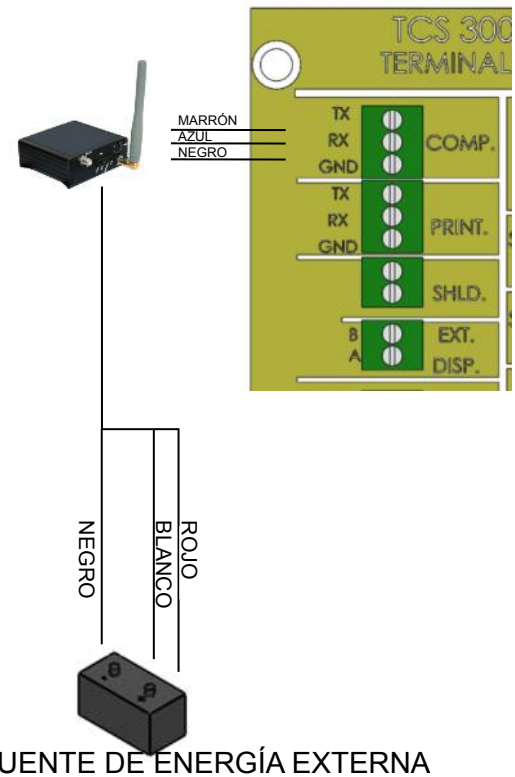 TCS 300
TERMINAL
MARRÓN
AZUL
NEGRO
TX
RX
GND
COMP.
TX
RX
GND
PRINT.
SHLD.
B
A
EXT.
DISP.
NEGRO
BLANCO
ROJO
- +
UENTE DE ENERGÍA EXTERNA